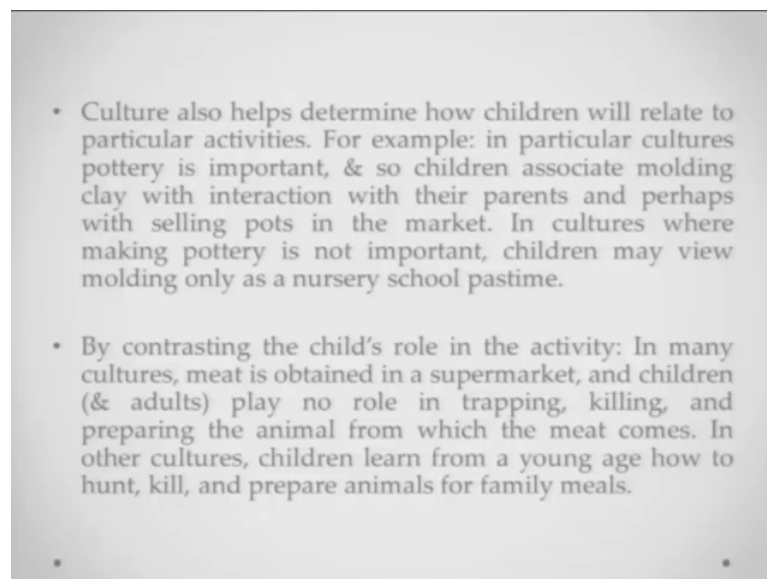 • Culture also helps determine how children will relate to
particular activities. For example: in particular cultures
pottery is important, & so children associate molding
clay with interaction with their parents and perhaps
with selling pots in the market. In cultures where
making pottery is not important, children may view
molding only as a nursery school pastime.
• By contrasting the child's role in the activity: In many
cultures, meat is obtained in a supermarket, and children
(& adults) play no role in trapping, killing, and
preparing the animal from which the meat comes. In
other cultures, children learn from a young age how to
hunt, kill, and prepare animals for family meals.